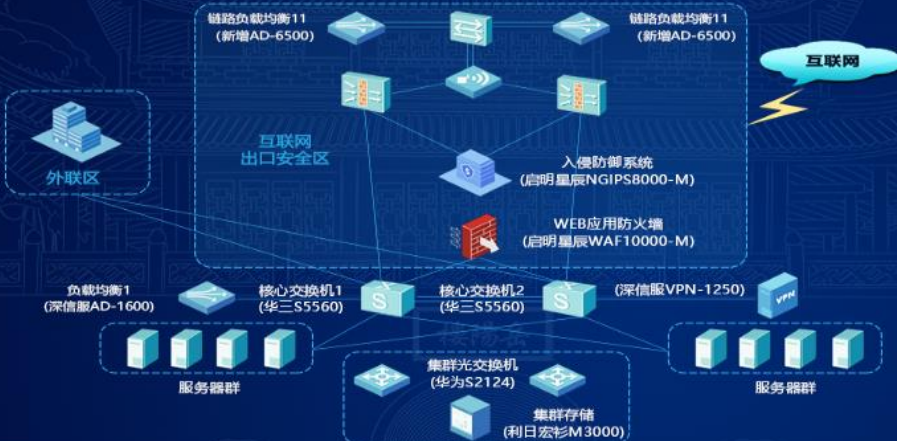 链路负载均衡11
(新增AD-6500)
链路负载均衡11
(新增AD-6500)
互联网
外联区
互联网
出口安全区
入侵防御系统
(启明星辰NGIPS8000-M)
WEB应用防火墙
(启明星辰WAF10000-M)
负载均衡1
(深信服AD-1600)
核心交换机1
(华三S5560)
S
核心交换机2
(华三S5560)
S
(深信服VPN-1250)
VPN
服务器群
集群光交换机
(华为S2124)
服务器群
集群存储
(利日宏衫M3000)